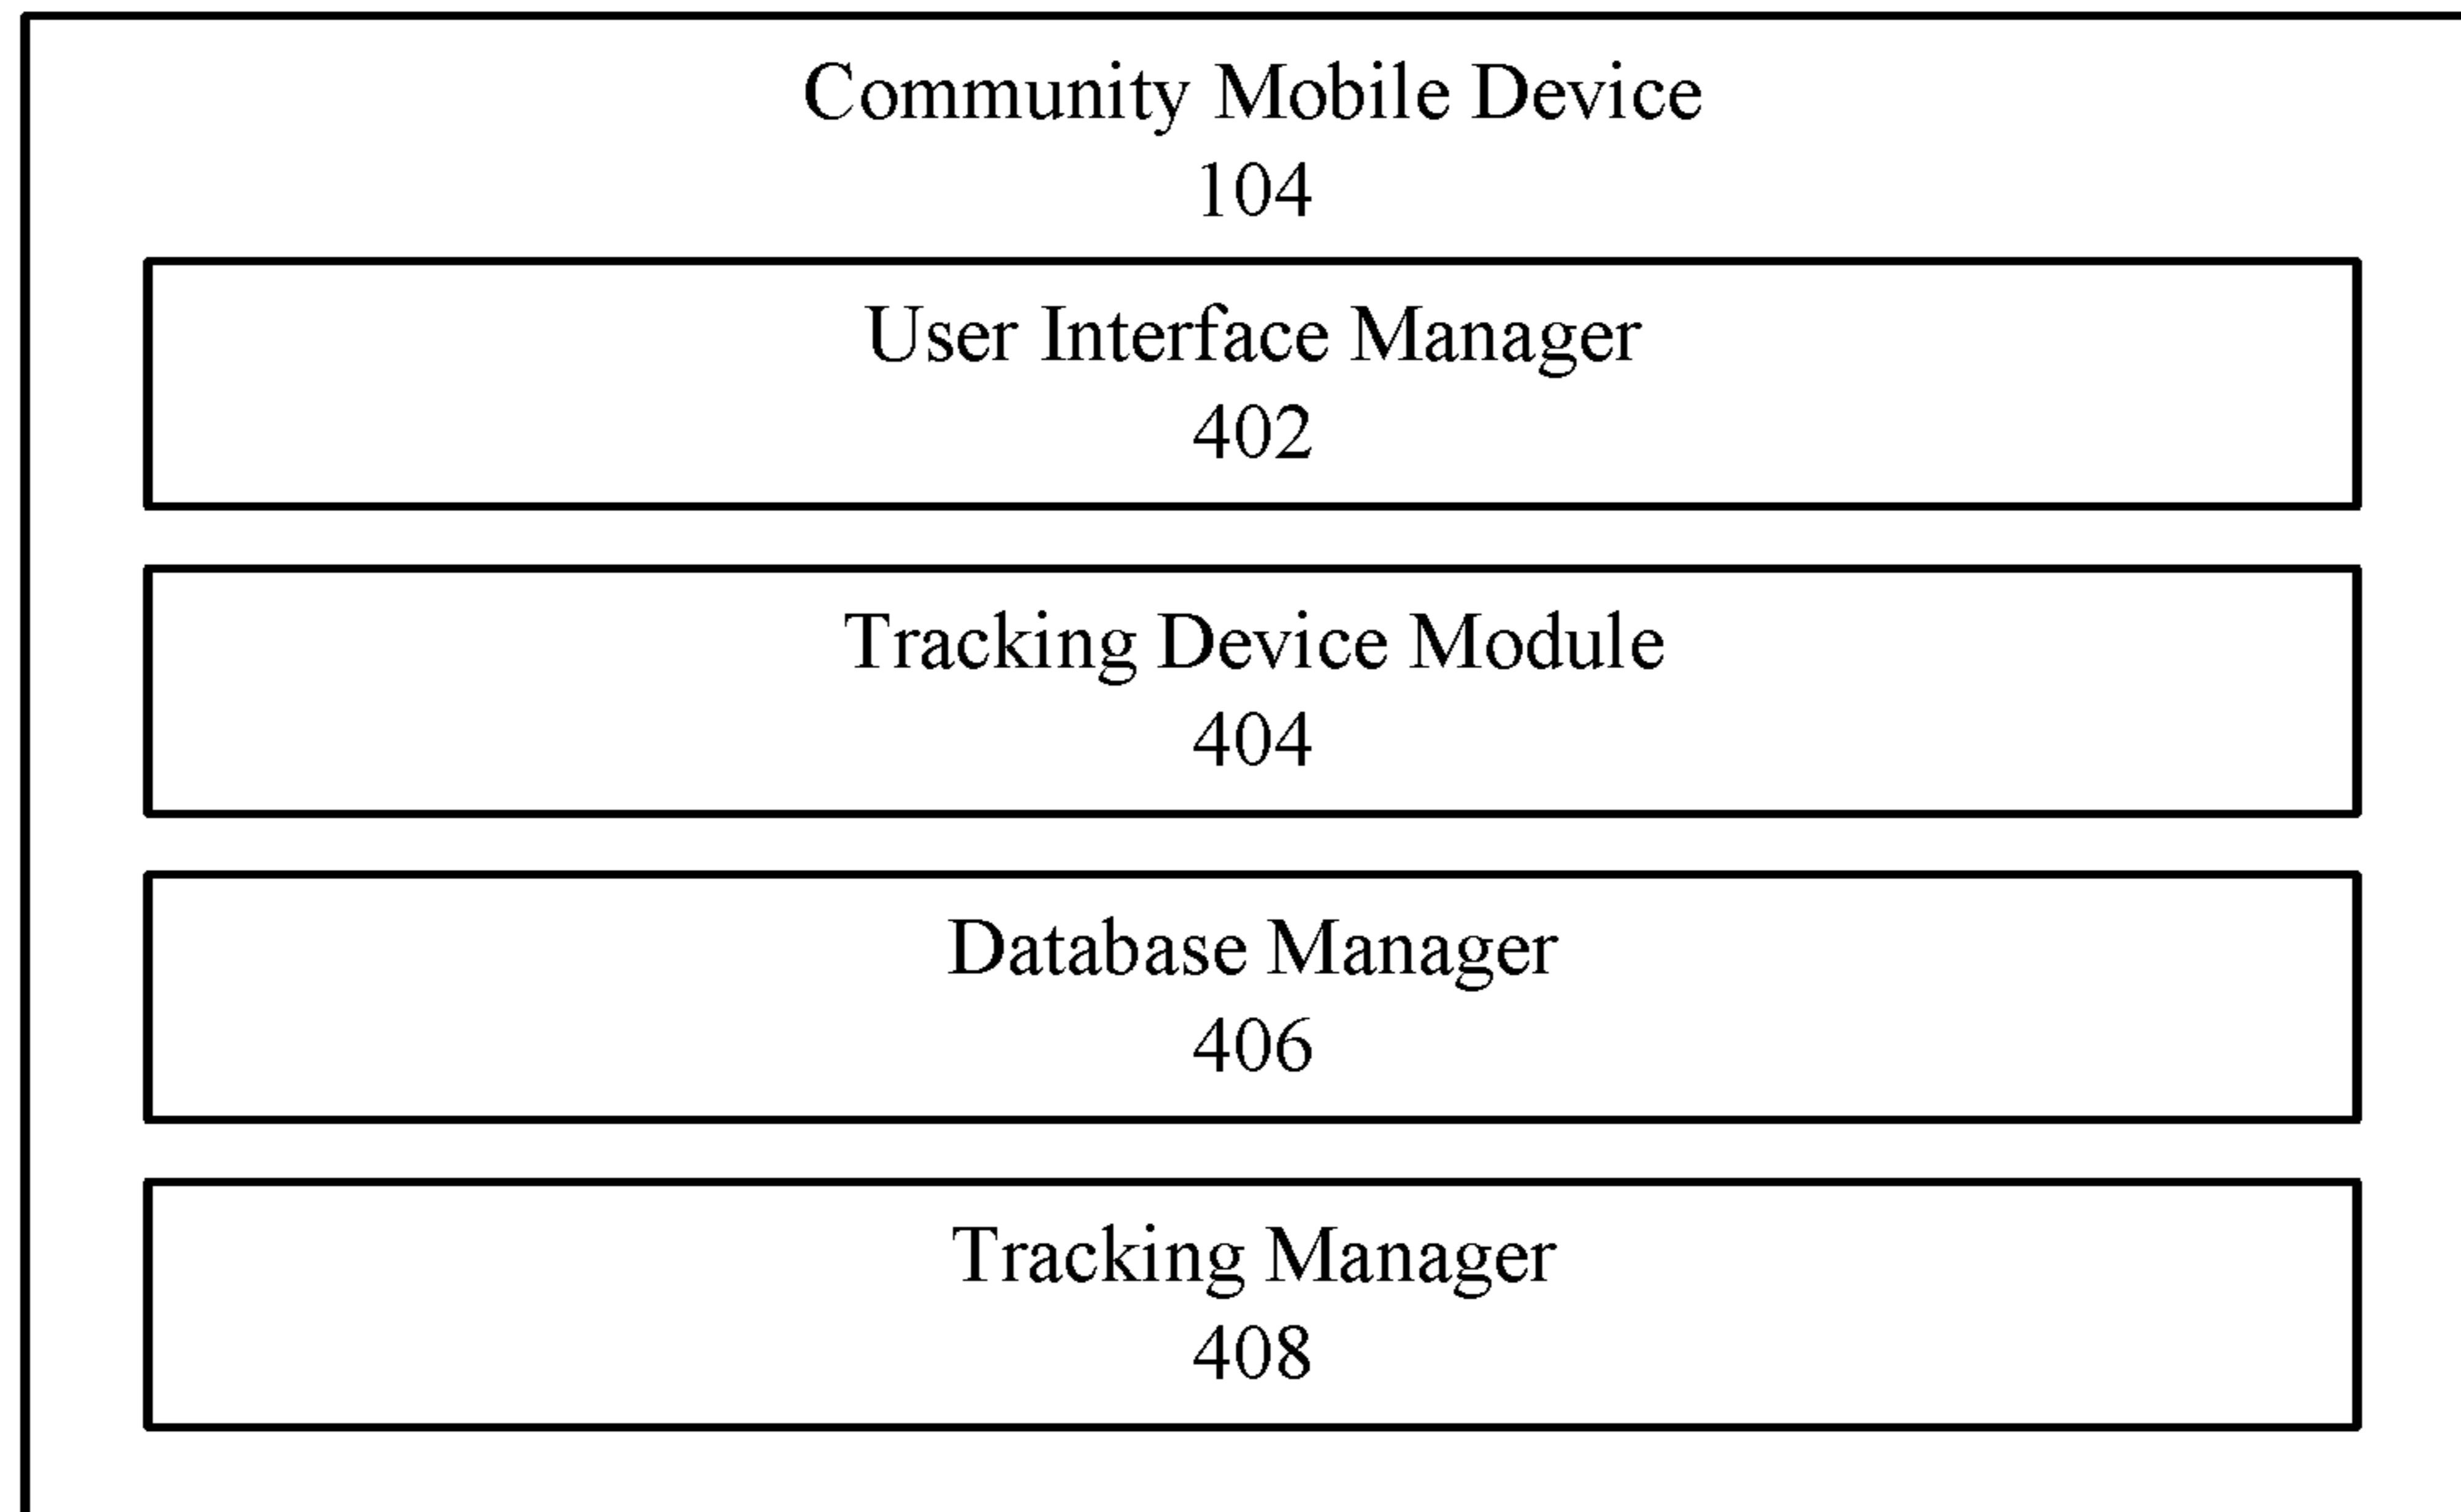 Community Mobile Device
104
User Interface Manager
402
Tracking Device Module
404
Database Manager
406
Tracking Manager
408